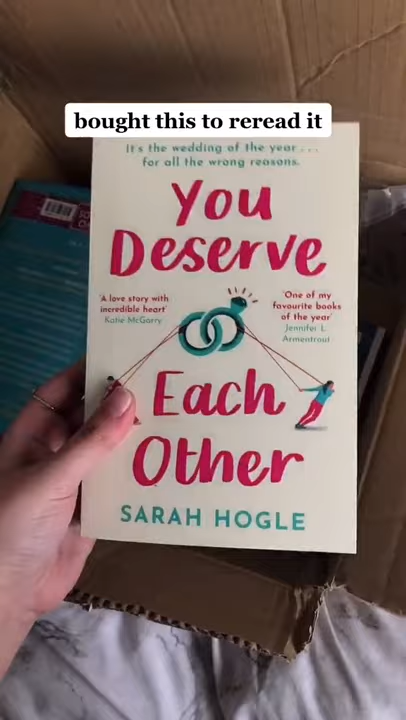 bought this to reread it
It's the wedding of the year . . .
for all the wrong reasons.
You
Deserve
'A love story with
incredible heart'
Katie McGarry
'One of my
favourite books
of the year'
Jennifer L.
Armentrout
Each
Other
SARAH HOGLE